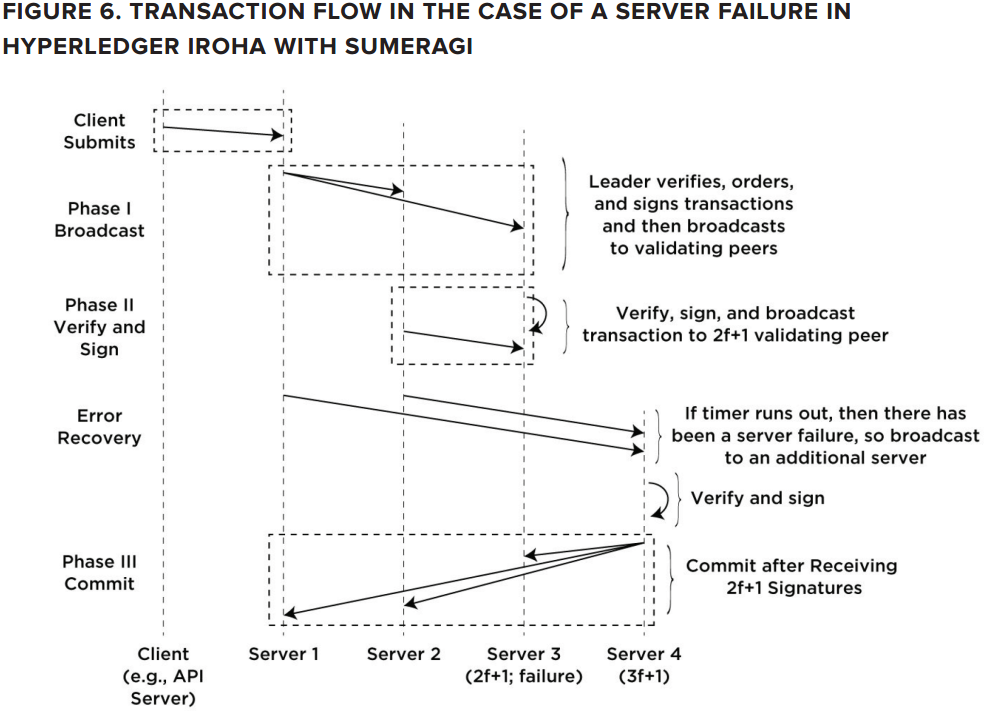 FIGURE 6. TRANSACTION FLOW IN THE CASE OF A SERVER FAILURE IN
HYPERLEDGER IROHA WITH SUMERAGI
Client
Submits
Phase I
Broadcast
Leader verifies, orders,
and signs transactions
and then broadcasts
to validating peers
Phase II
Verify and
Sign
Verify, sign, and broadcast
transaction to 2f+1 validating peer
Error
Recovery
If timer runs out, then there has
been a server failure, so broadcast
to an additional server
Verify and sign
Phase III
Commit
Commit after Receiving
2f+1 Signatures
Client
(e.g., API
Server)
Server 1
Server 2
Server 3
(2f+1; failure)
Server 4
(3f+1)